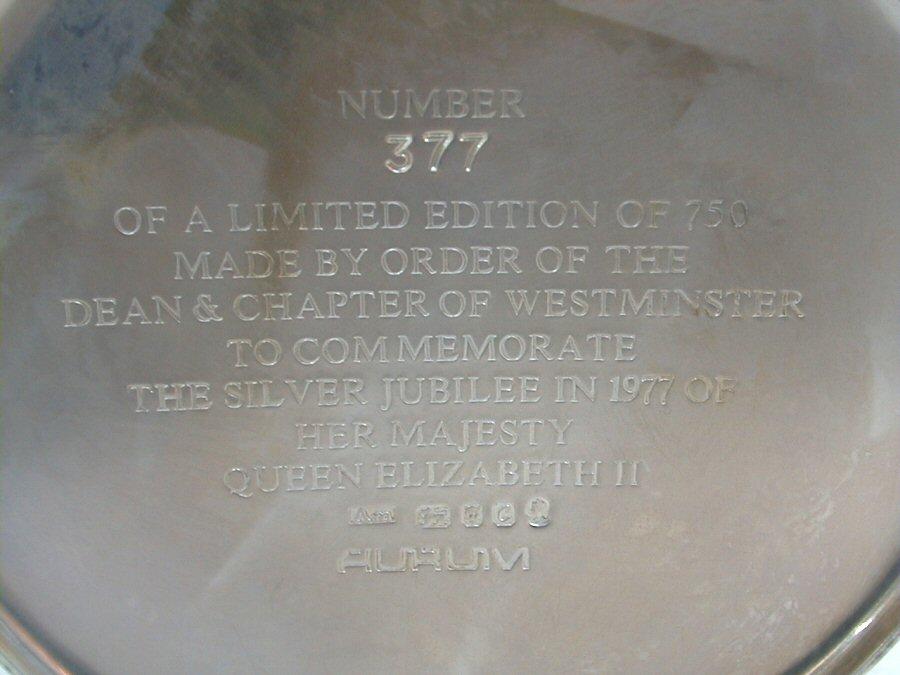 NUMBER
377
OF A LIMITED EDITION OF 750
MADE BY ORDER OF THE
DEAN & CHAPTER OF WESTMINSTER
TO COMMEMORATE
THE SILVER JUBILEE IN 1977 OF
HER MAJESTY
QUEEN ELIZABETH II
AURUM